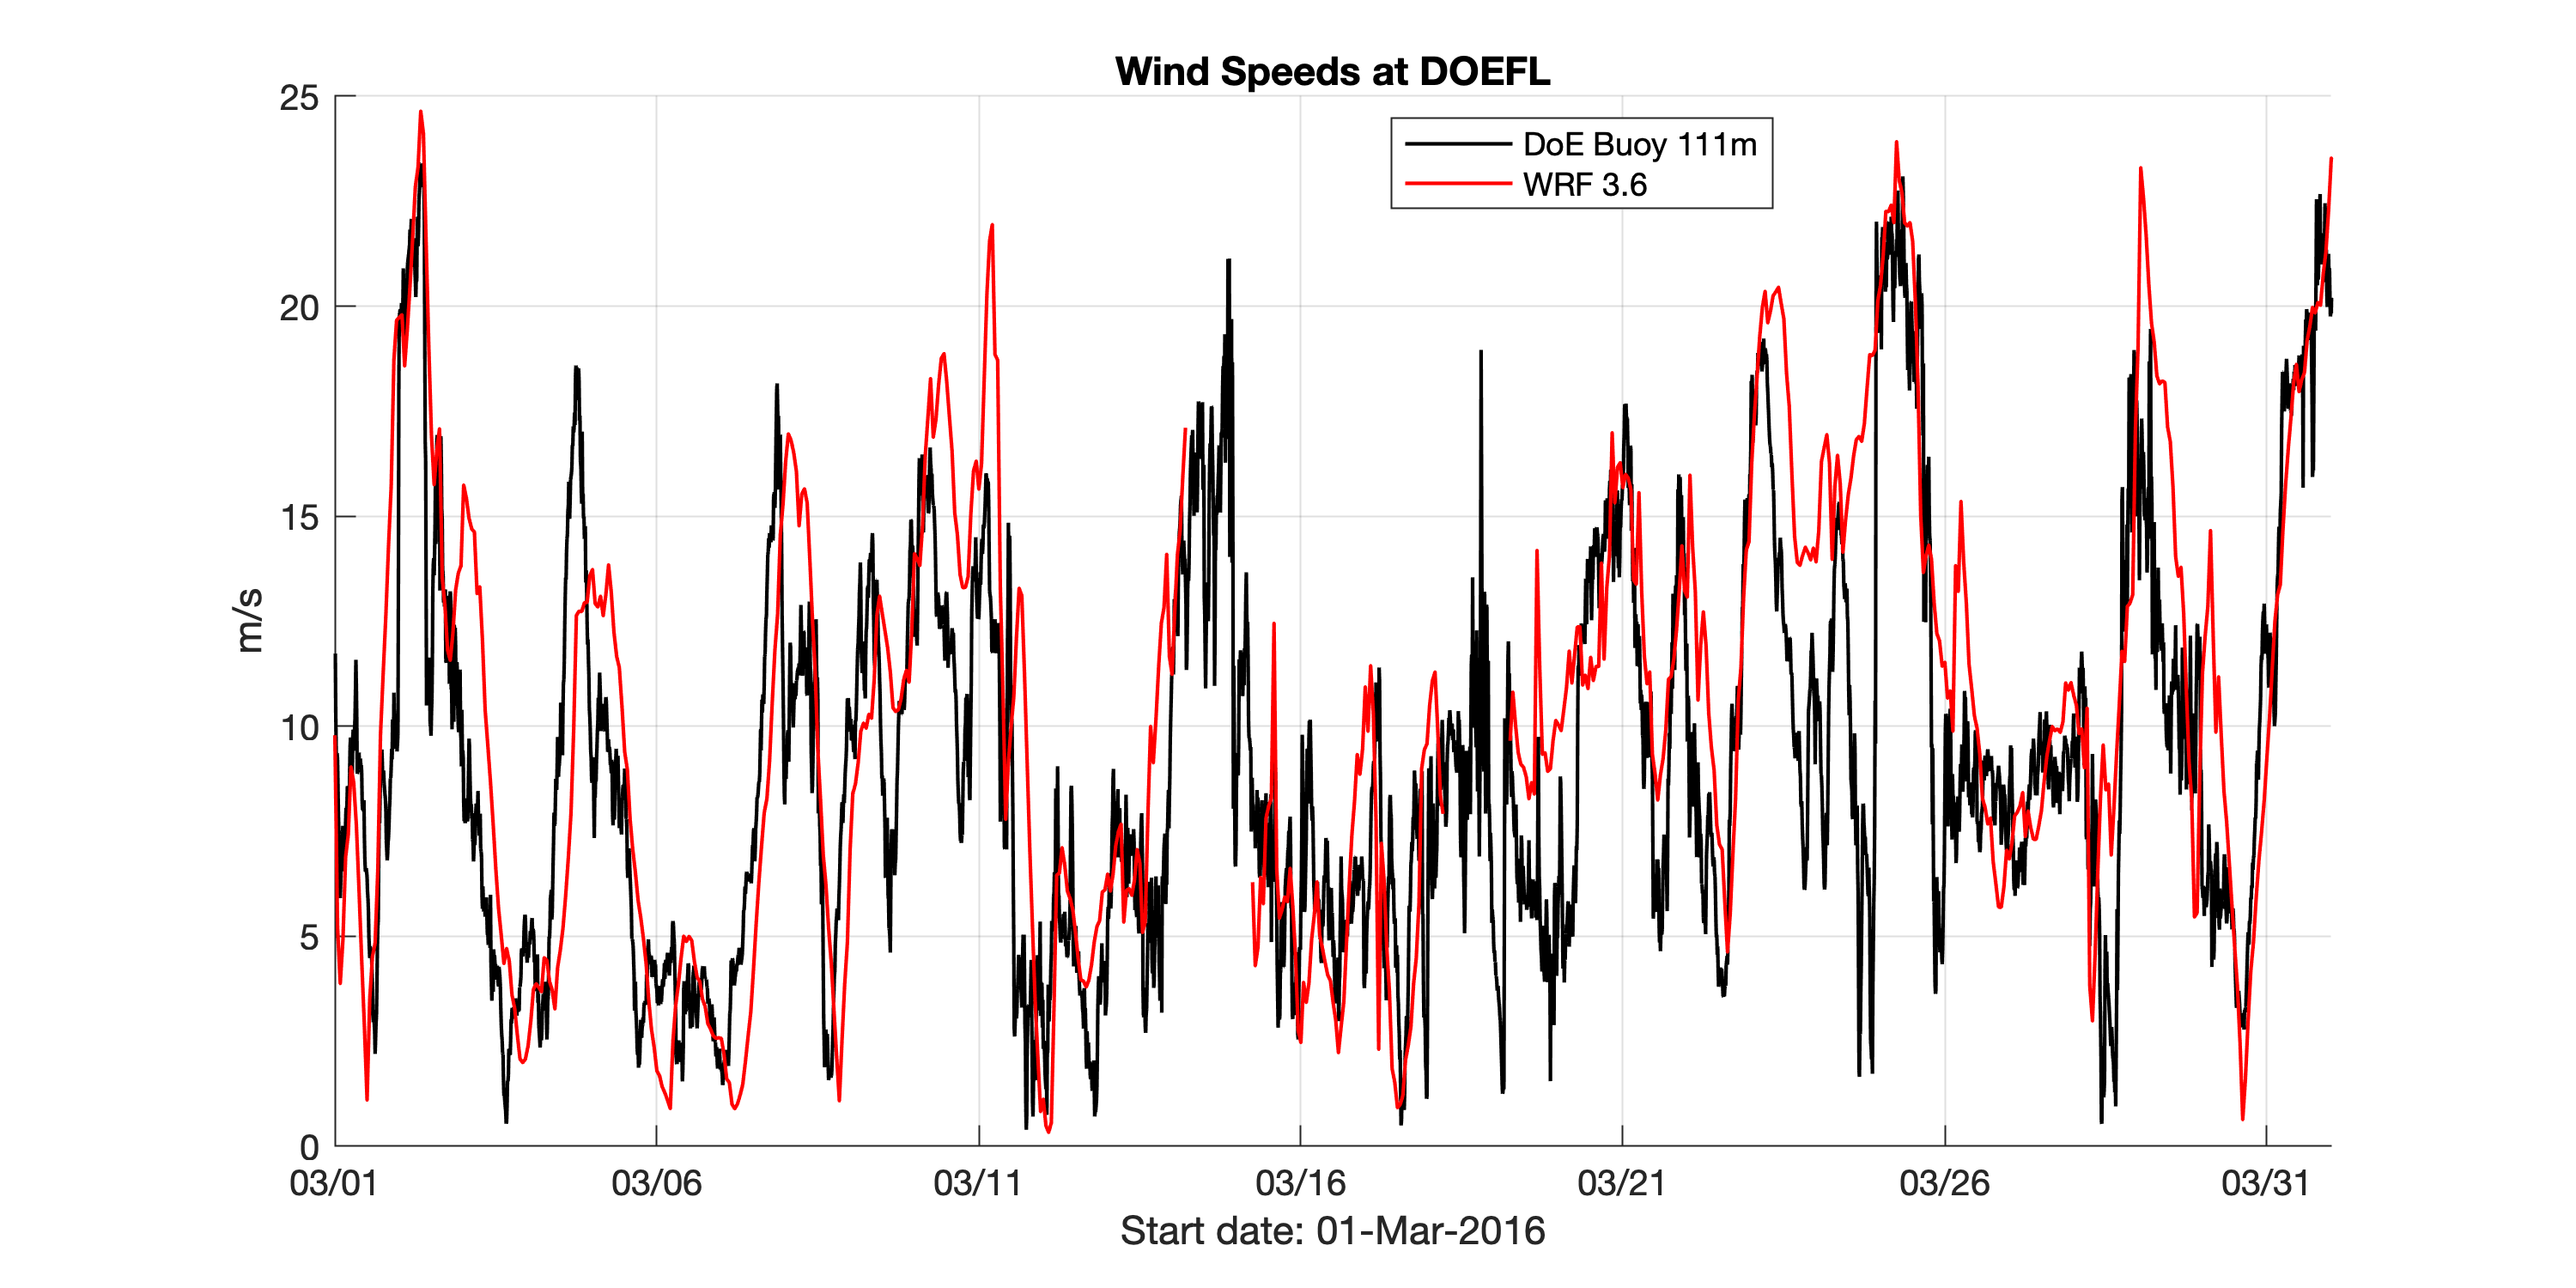 Wind Speeds at DOEFL
DoE Buoy 111m
WRF 3.6
m/s
25
20
15
10
5
0
03/01 03/06 03/11 03/16 03/21 03/26 03/31
Start date: 01-Mar-2016